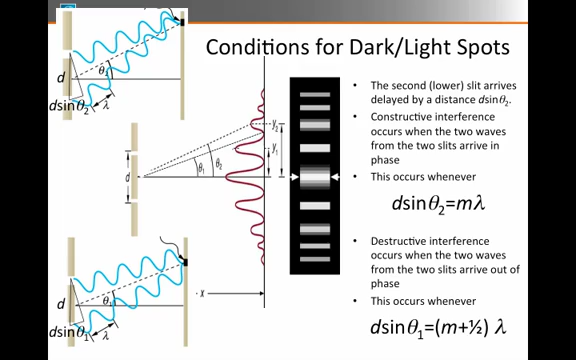 Conditions for Dark/Light Spots
θ₂
d
dsinθ₂
λ
y₂
y₁
θ₁
θ₂
d
x
θ₁
d
dsinθ₁
λ
• The second (lower) slit arrives
delayed by a distance dsinθ₂.
• Constructive interference
occurs when the two waves
from the two slits arrive in
phase
• This occurs whenever
dsinθ₂=mλ
• Destructive interference
occurs when the two waves
from the two slits arrive out of
phase
• This occurs whenever
dsinθ₁=(m+½) λ